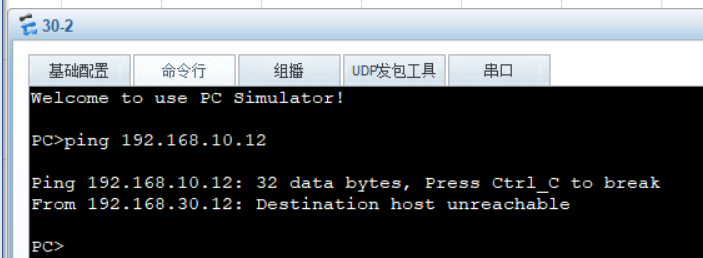 30-2
基础配置 命令行 组播 UDP发包工具 串口
Welcome to use PC Simulator!
PC>ping 192.168.10.12
Ping 192.168.10.12: 32 data bytes, Press Ctrl_C to break
From 192.168.30.12: Destination host unreachable
PC>